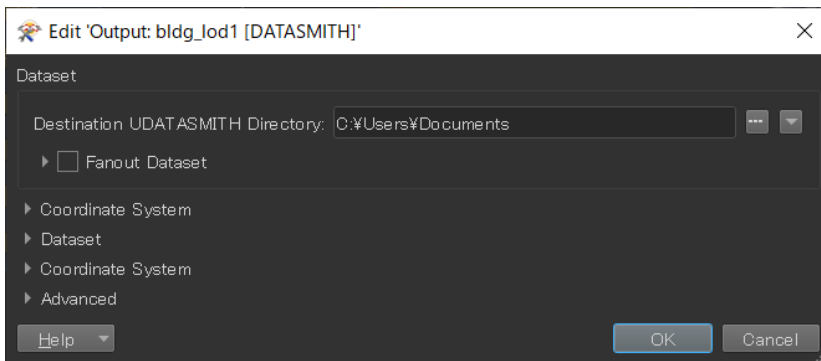 Edit 'Output: bldg_lod1 [DATASMITH]'
Dataset
Destination UDATASMITH Directory: C:¥Users¥Documents
Fanout Dataset
Coordinate System
Dataset
Coordinate System
Advanced
Help OK Cancel